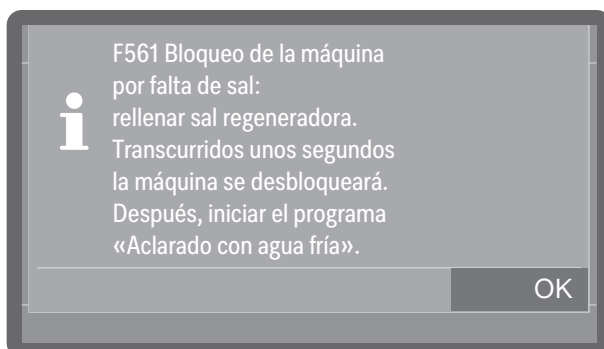 F561 Bloqueo de la máquina
por falta de sal:
rellenar sal regeneradora.
Transcurridos unos segundos
la máquina se desbloqueará.
Después, iniciar el programa
«Aclarado con agua fría».
OK